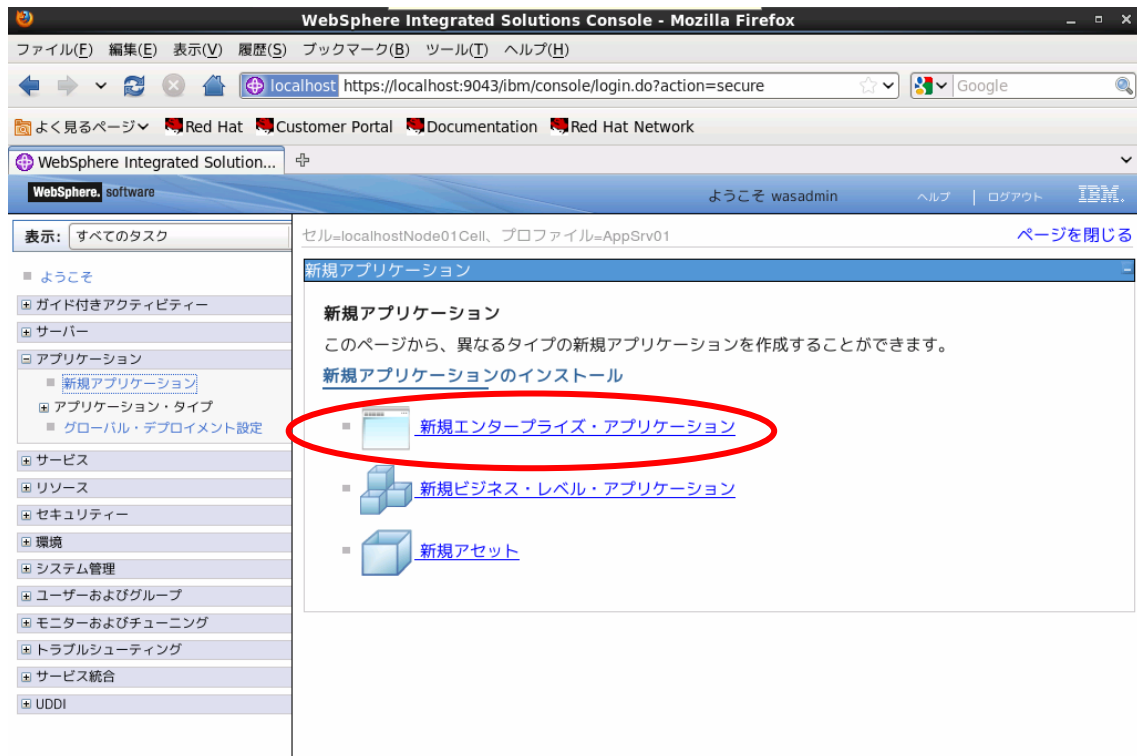 WebSphere Integrated Solutions Console - Mozilla Firefox
ファイル(F) 編集(E) 表示(V) 履歴(S) ブックマーク(B) ツール(T) ヘルプ(H)
localhost https://localhost:9043/ibm/console/login.do?action=secure Google
よく見るページ Red Hat Customer Portal Documentation Red Hat Network
WebSphere Integrated Solution...
WebSphere. software ようこそ wasadmin ヘルプ | ログアウト IBM.
表示: すべてのタスク
ようこそ
ガイド付きアクティビティー
サーバー
アプリケーション
新規アプリケーション
アプリケーション・タイプ
グローバル・デプロイメント設定
サービス
リソース
セキュリティー
環境
システム管理
ユーザーおよびグループ
モニターおよびチューニング
トラブルシューティング
サービス統合
UDDI
セル=localhostNode01Cell、プロファイル=AppSrv01 ページを閉じる
新規アプリケーション
新規アプリケーション
このページから、異なるタイプの新規アプリケーションを作成することができます。
新規アプリケーションのインストール
新規エンタープライズ・アプリケーション
新規ビジネス・レベル・アプリケーション
新規アセット